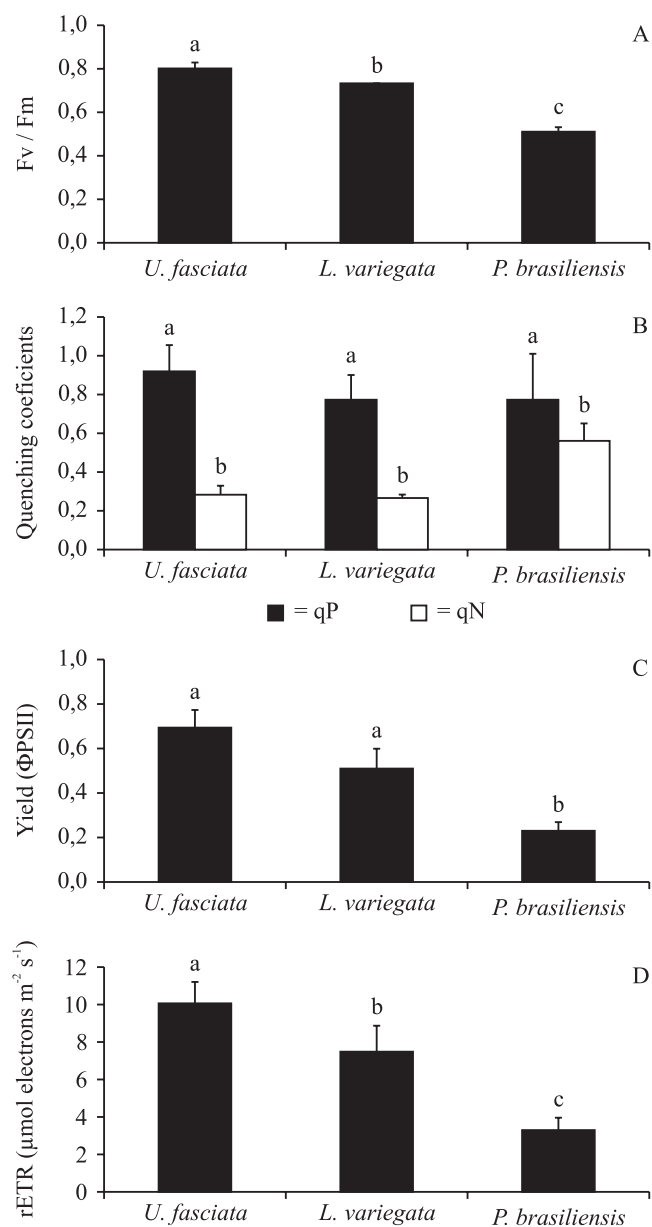 A
Fv / Fm
1,0
0,8
0,6
0,4
0,2
0,0
a
b
c
U. fasciata
L. variegata
P. brasiliensis
B
Quenching coeficients
1,2
1,0
0,8
0,6
0,4
0,2
0,0
a
b
a
b
a
b
U. fasciata
L. variegata
P. brasiliensis
= qP
= qN
C
Yield (ΦPSII)
1,0
0,8
0,6
0,4
0,2
0,0
a
a
b
U. fasciata
L. variegata
P. brasiliensis
D
rETR (µmol electrons m⁻² s⁻¹)
12
10
8
6
4
2
0
a
b
c
U. fasciata
L. variegata
P. brasiliensis